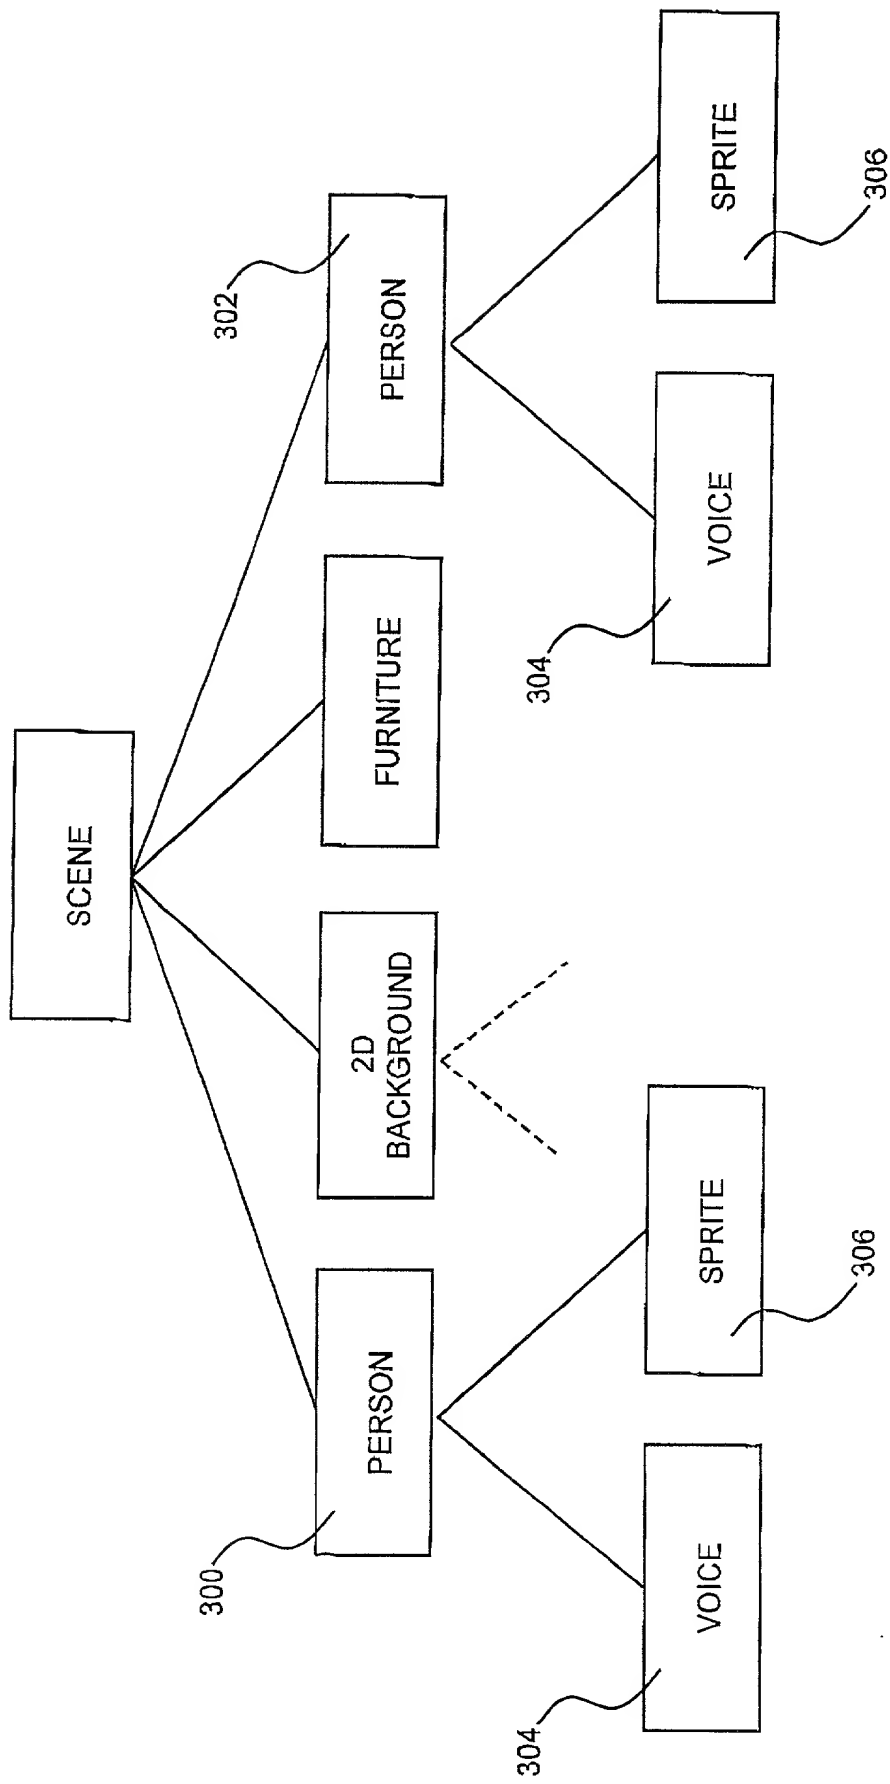 SCENE
300
PERSON
2D
BACKGROUND
FURNITURE
302
PERSON
304
VOICE
SPRITE
306
304
VOICE
SPRITE
306